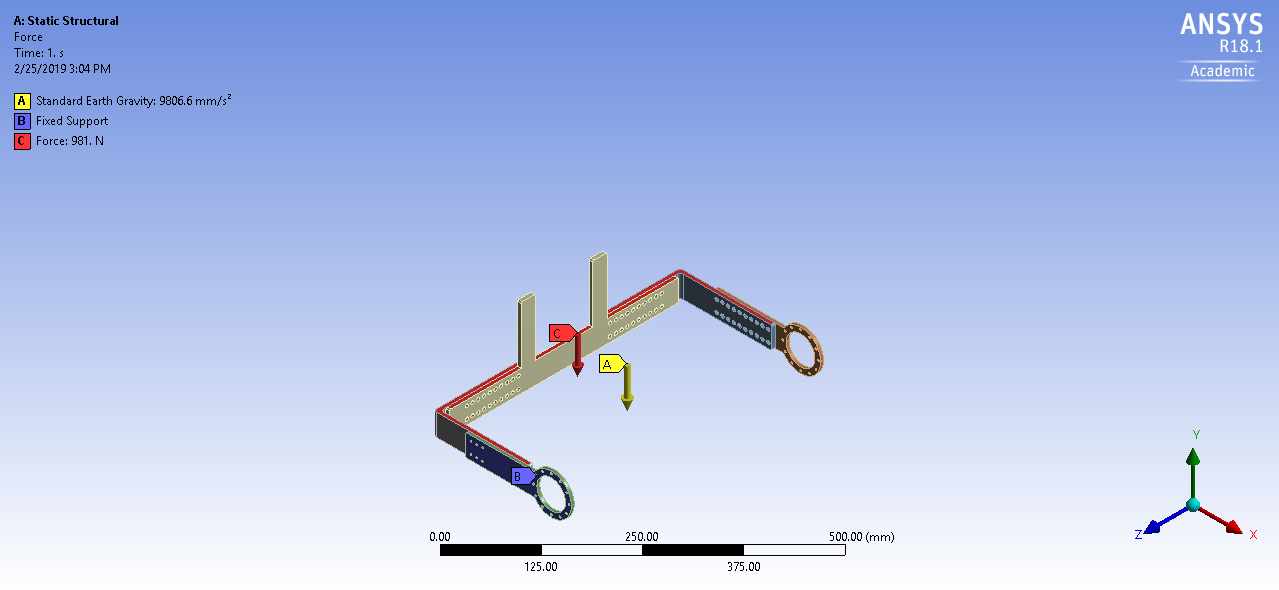 A: Static Structural
Force
Time: 1. s
2/25/2019 3:04 PM
A Standard Earth Gravity: 9806.6 mm/s²
B Fixed Support
C Force: 981. N
ANSYS
R18.1
Academic
C
A
B
0.00 250.00 500.00 (mm)
125.00 375.00
Y
Z X